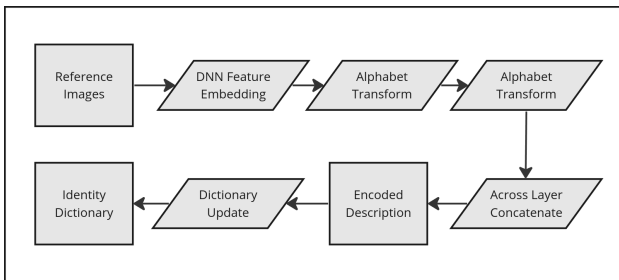 Reference
Images
DNN Feature
Embedding
Alphabet
Transform
Alphabet
Transform
Identity
Dictionary
Dictionary
Update
Encoded
Description
Across Layer
Concatenate